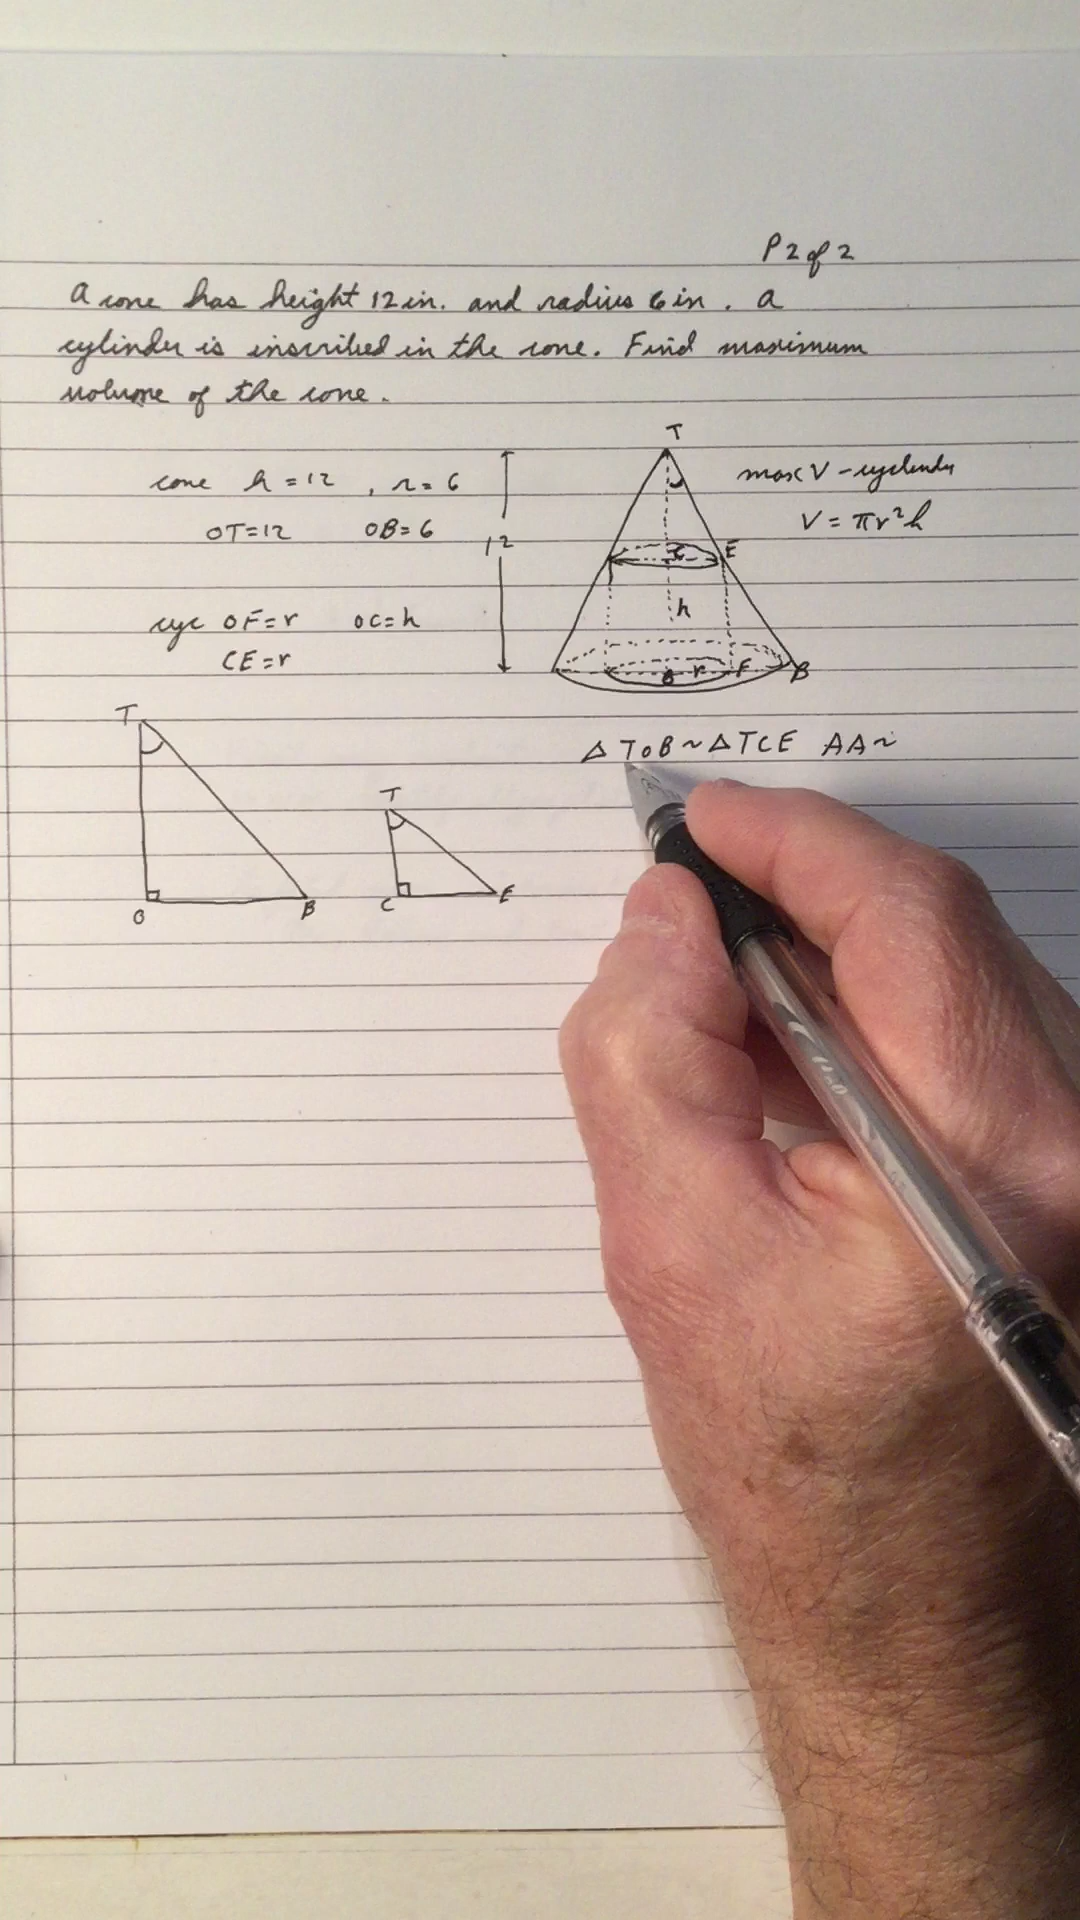 P 2 of 2
A cone has height 12 in. and radius 6 in. A
cylinder is inscribed in the cone. Find maximum
volume of the cone.
cone h = 12 , r = 6
OT=12 OB=6
cyc OF=r OC=h
CE=r
12
T
C
E
h
O
r
F
B
max V - cylinder
V = πr²h
T
O
B
T
C
E
Δ TOB ~ Δ TCE AA~